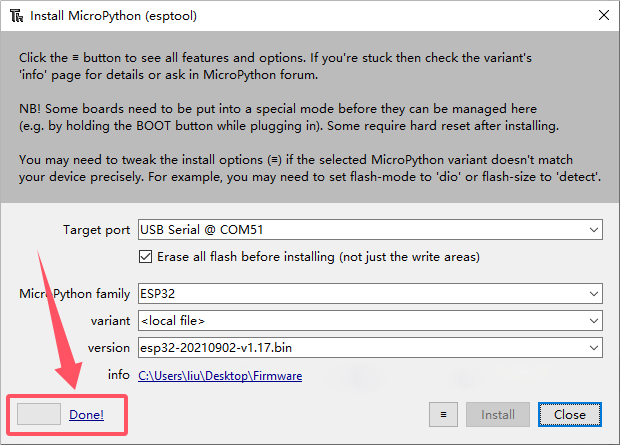 Install MicroPython (esptool)
Click the ≡ button to see all features and options. If you're stuck then check the variant's
'info' page for details or ask in MicroPython forum.
NB! Some boards need to be put into a special mode before they can be managed here
(e.g. by holding the BOOT button while plugging in). Some require hard reset after installing.
You may need to tweak the install options (≡) if the selected MicroPython variant doesn't match
your device precisely. For example, you may need to set flash-mode to 'dio' or flash-size to 'detect'.
Target port USB Serial @ COM51
Erase all flash before installing (not just the write areas)
MicroPython family ESP32
variant <local file>
version esp32-20210902-v1.17.bin
info C:\Users\liu\Desktop\Firmware
Done! ≡ Install Close